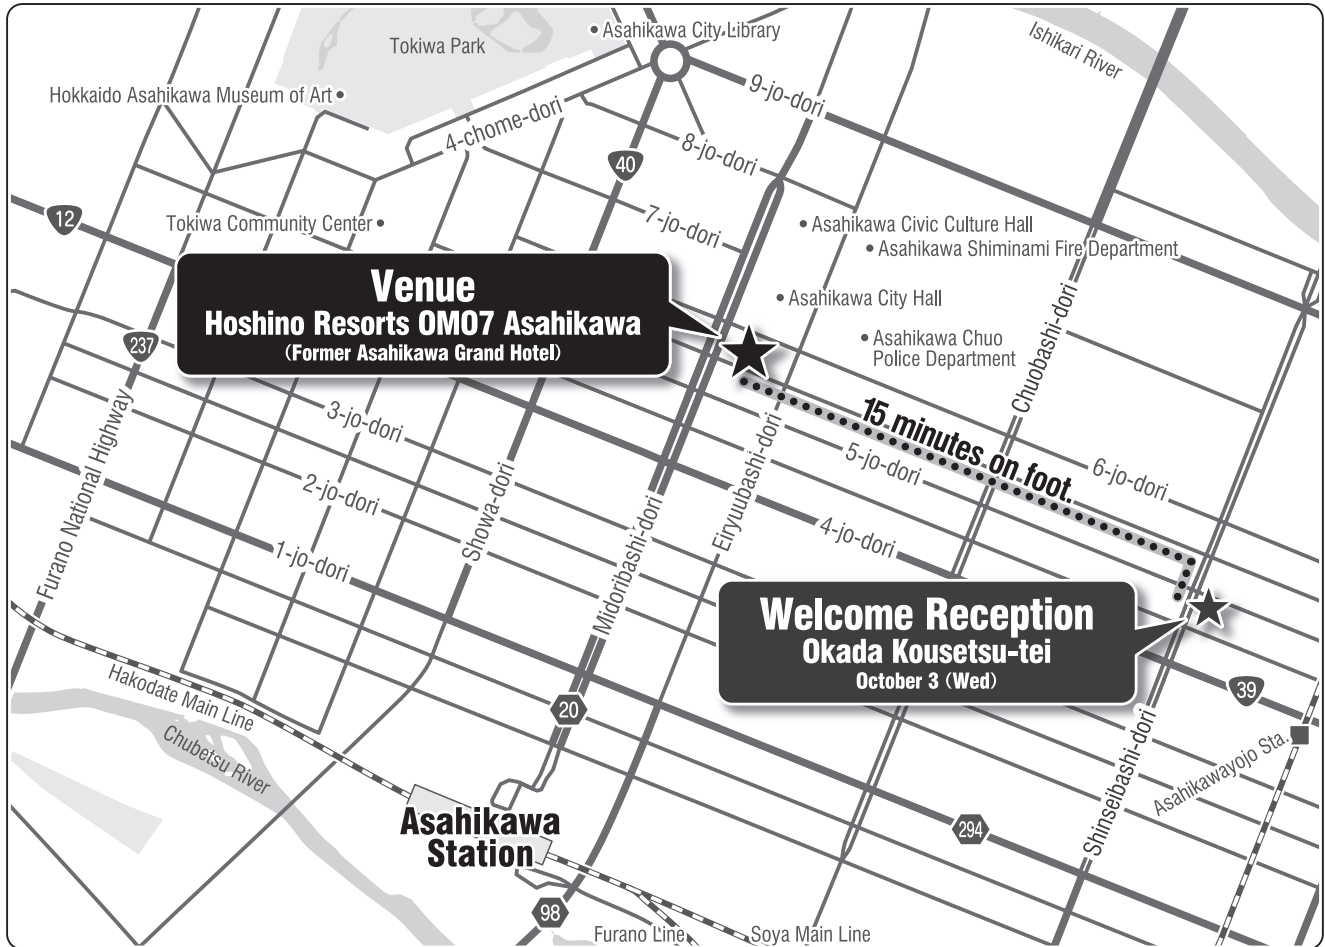 Asahikawa City Library
Tokiwa Park
Ishikari River
Hokkaido Asahikawa Museum of Art
9-jo-dori
4-chome-dori
8-jo-dori
40
12
Tokiwa Community Center
7-jo-dori
Asahikawa Civic Culture Hall
Asahikawa Shiminami Fire Department
Venue
Hoshino Resorts OMO7 Asahikawa
(Former Asahikawa Grand Hotel)
Asahikawa City Hall
Asahikawa Chuo
Police Department
237
Chuobashi-dori
3-jo-dori
15 minutes on foot.
5-jo-dori
6-jo-dori
Furano National Highway
2-jo-dori
Showa-dori
Midoribashi-dori
Eiryuubashi-dori
4-jo-dori
1-jo-dori
Welcome Reception
Okada Kousetsu-tei
October 3 (Wed)
39
Hakodate Main Line
20
Chubetsu River
Asahikawayojo Sta.
Shinseibashi-dori
Asahikawa
Station
294
98
Furano Line
Soya Main Line